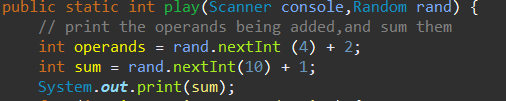 public static int play(Scanner console,Random rand) {
// print the operands being added,and sum them
int operands = rand.nextInt (4) + 2;
int sum = rand.nextInt(10) + 1;
System.out.print(sum);